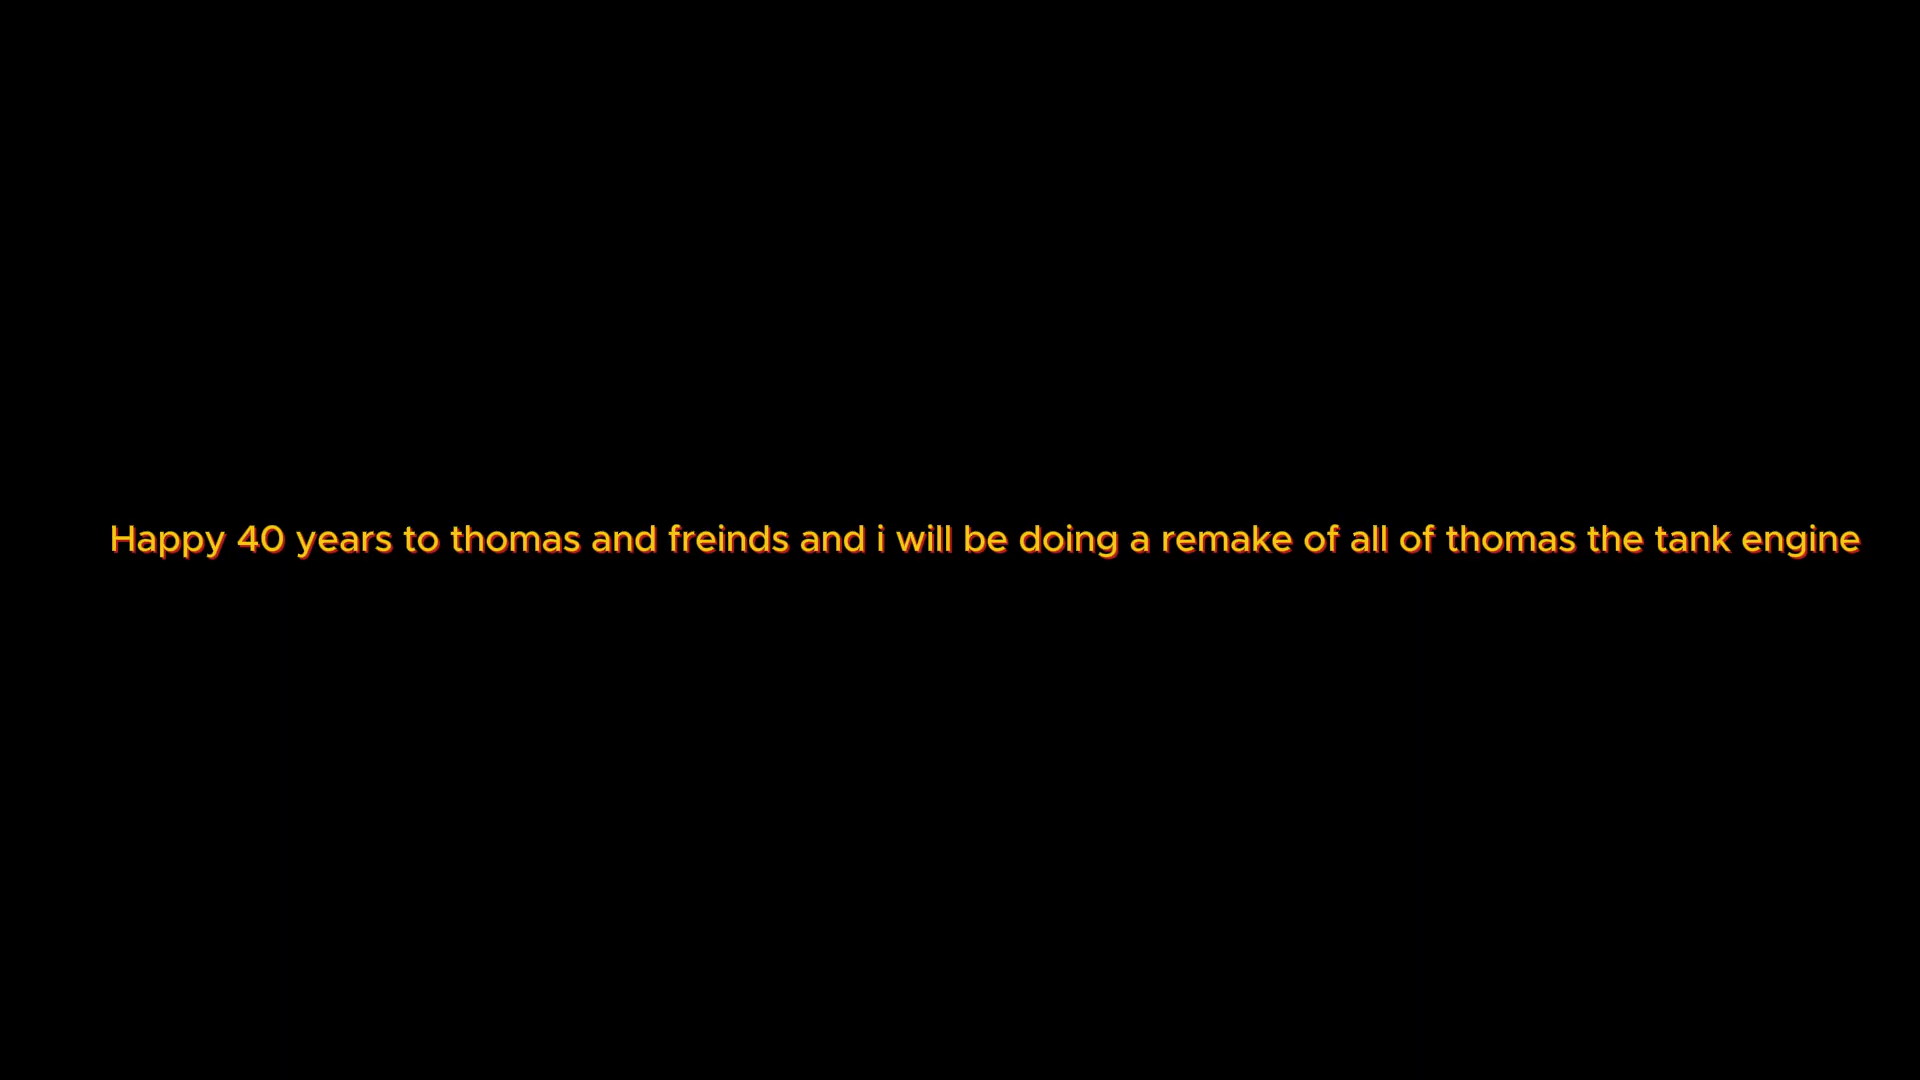 Happy 40 years to thomas and freinds and i will be doing a remake of all of thomas the tank engine